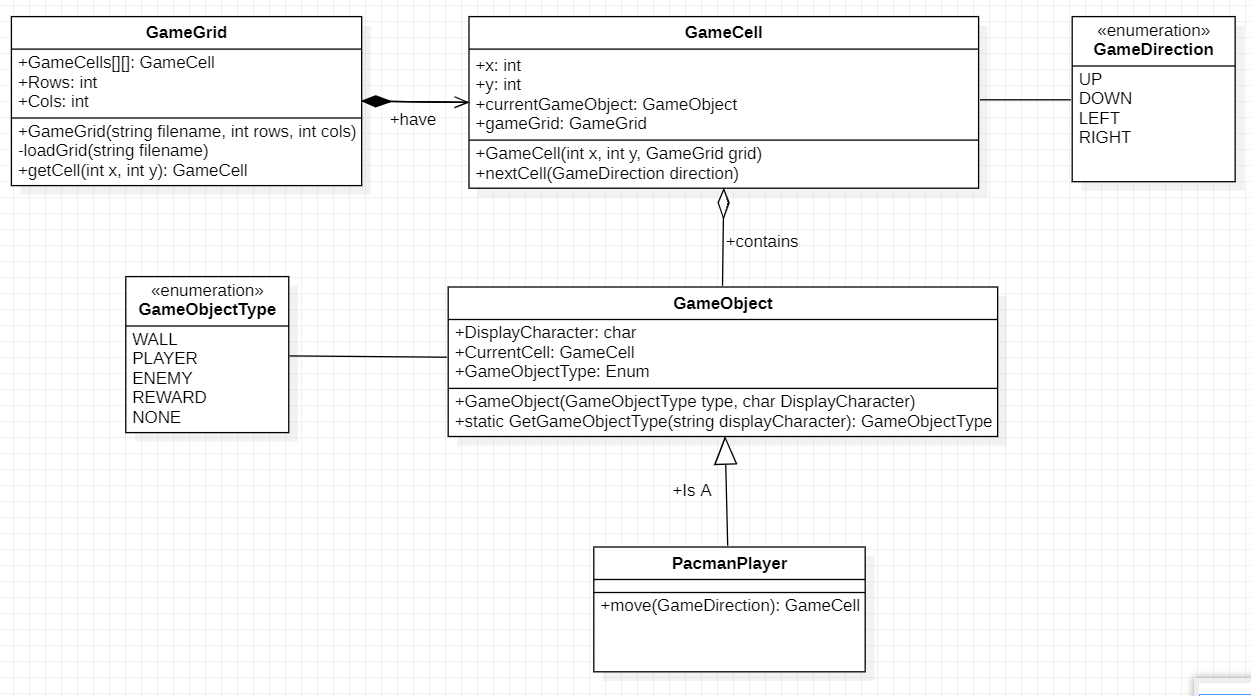 GameGrid
+GameCells[][]: GameCell
+Rows: int
+Cols: int
+GameGrid(string filename, int rows, int cols)
-loadGrid(string filename)
+getCell(int x, int y): GameCell
+have
GameCell
+x: int
+y: int
+currentGameObject: GameObject
+gameGrid: GameGrid
+GameCell(int x, int y, GameGrid grid)
+nextCell(GameDirection direction)
«enumeration»
GameDirection
UP
DOWN
LEFT
RIGHT
+contains
«enumeration»
GameObjectType
WALL
PLAYER
ENEMY
REWARD
NONE
GameObject
+DisplayCharacter: char
+CurrentCell: GameCell
+GameObjectType: Enum
+GameObject(GameObjectType type, char DisplayCharacter)
+static GetGameObjectType(string displayCharacter): GameObjectType
+Is A
PacmanPlayer
+move(GameDirection): GameCell